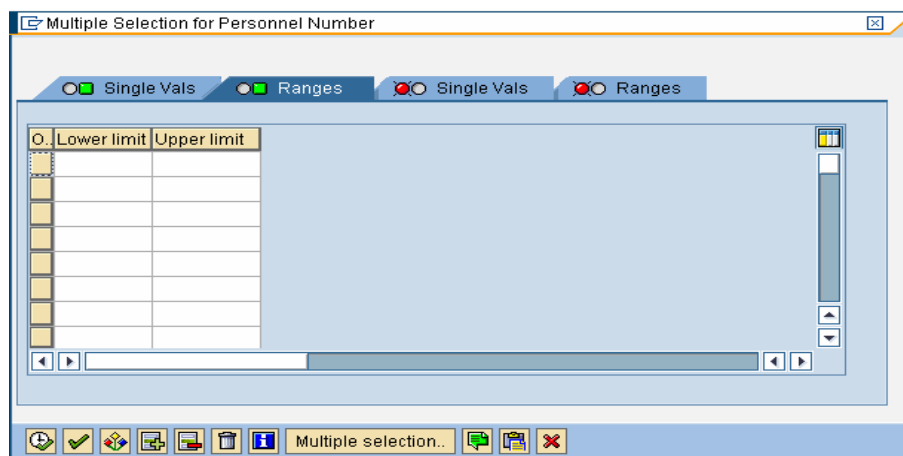 Multiple Selection for Personnel Number
Single Vals Ranges Single Vals Ranges
O.. Lower limit Upper limit
Multiple selection..